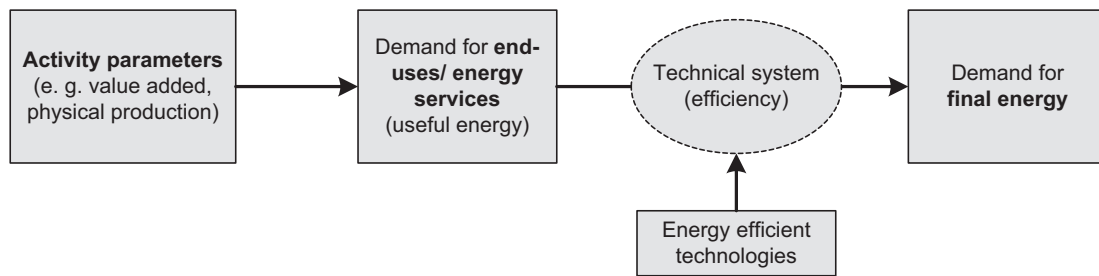 Activity parameters
(e. g. value added,
physical production)
Demand for end-
uses/ energy
services
(useful energy)
Technical system
(efficiency)
Demand for
final energy
Energy efficient
technologies